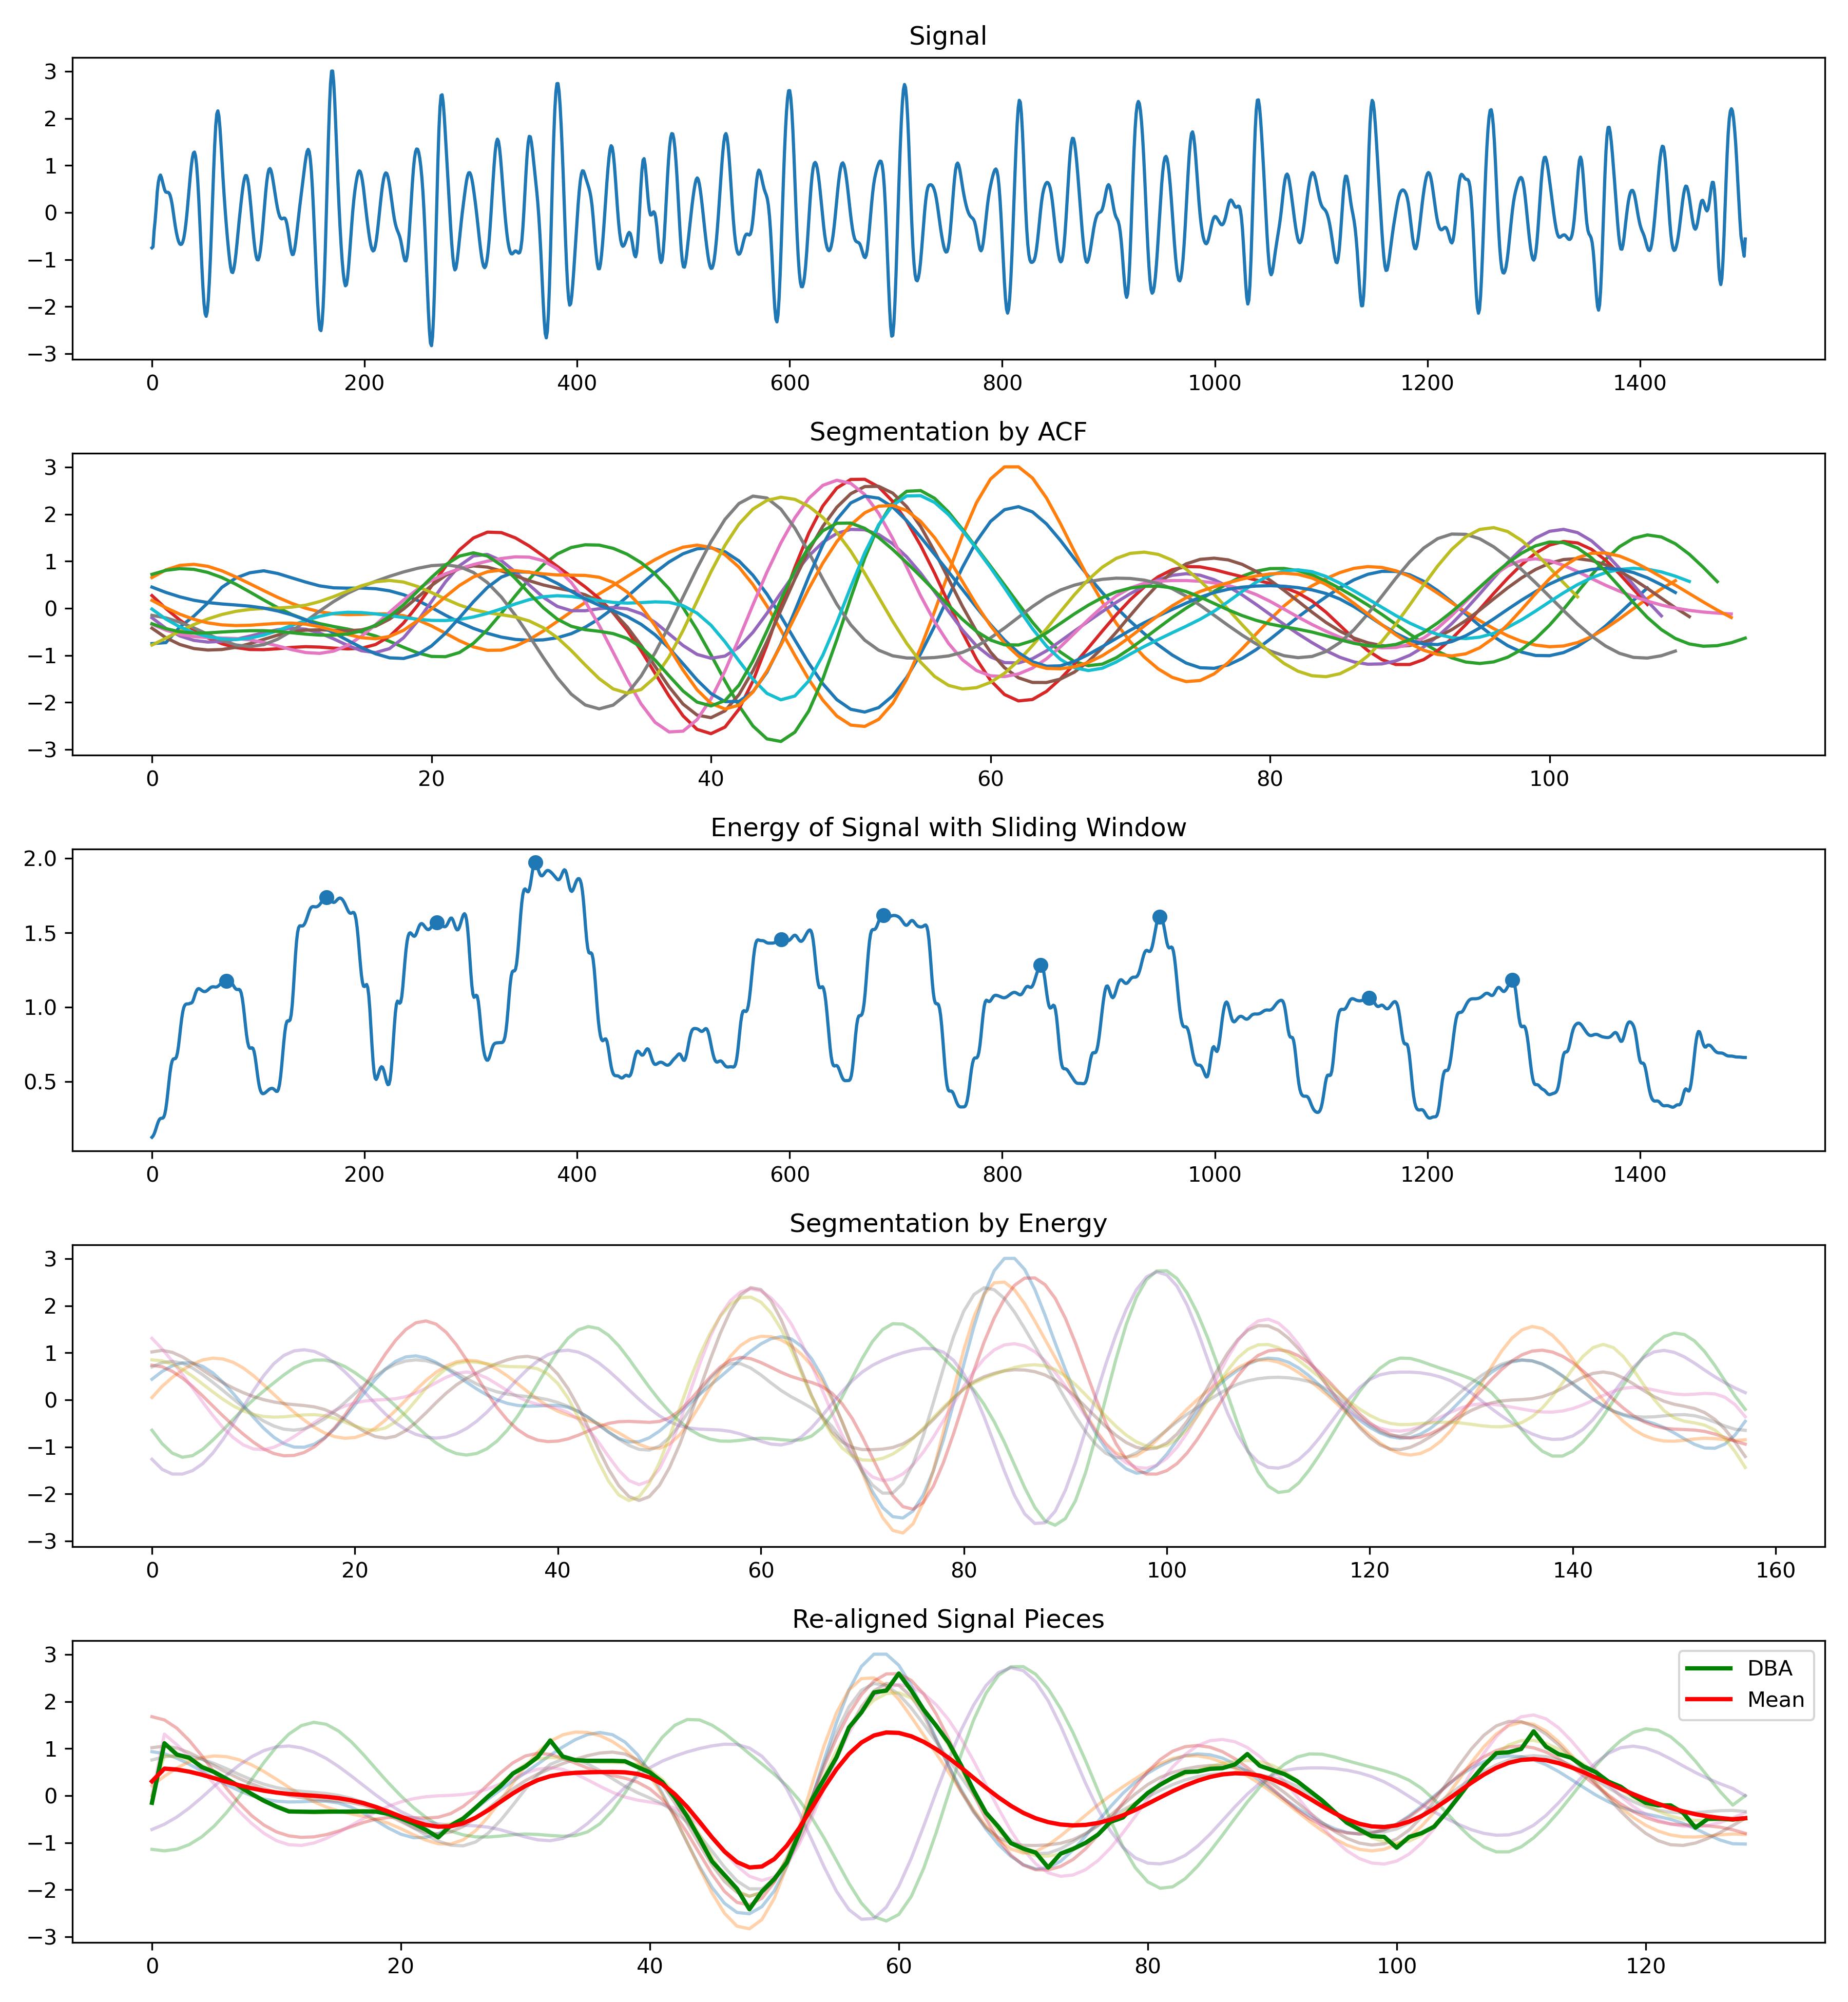 Signal
3
2
1
0
−1
−2
−3
0 200 400 600 800 1000 1200 1400
Segmentation by ACF
3
2
1
0
−1
−2
−3
0 20 40 60 80 100
Energy of Signal with Sliding Window
2.0
1.5
1.0
0.5
0 200 400 600 800 1000 1200 1400
Segmentation by Energy
3
2
1
0
−1
−2
−3
0 20 40 60 80 100 120 140 160
Re-aligned Signal Pieces
3
2
1
0
−1
−2
−3
DBA
Mean
0 20 40 60 80 100 120